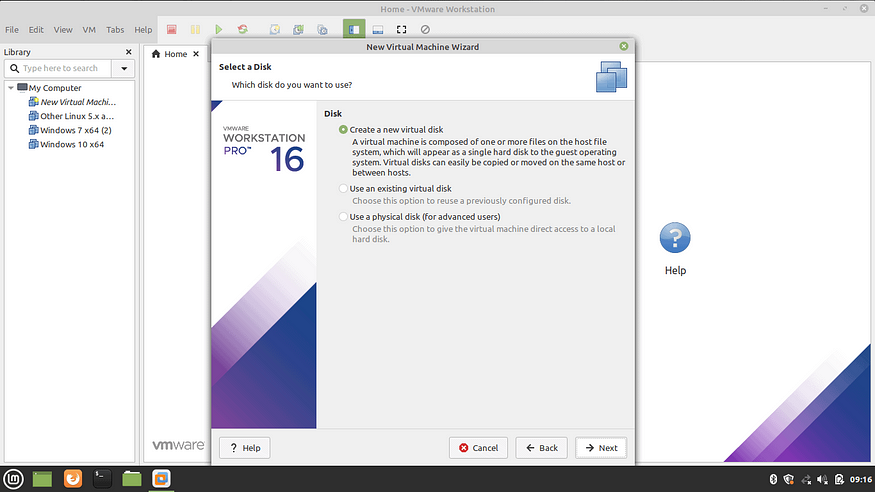 Home - VMware Workstation
File Edit View VM Tabs Help
Library
Type here to search
My Computer
New Virtual Machi...
Other Linux 5.x a...
Windows 7 x64 (2)
Windows 10 x64
Home
New Virtual Machine Wizard
Select a Disk
Which disk do you want to use?
VMWARE
WORKSTATION
PRO™ 16
Disk
Create a new virtual disk
A virtual machine is composed of one or more files on the host file
system, which will appear as a single hard disk to the guest operating
system. Virtual disks can easily be copied or moved on the same host or
between hosts.
Use an existing virtual disk
Choose this option to reuse a previously configured disk.
Use a physical disk (for advanced users)
Choose this option to give the virtual machine direct access to a local
hard disk.
? Help
Cancel
Back
Next
?
Help
vmware
09:16